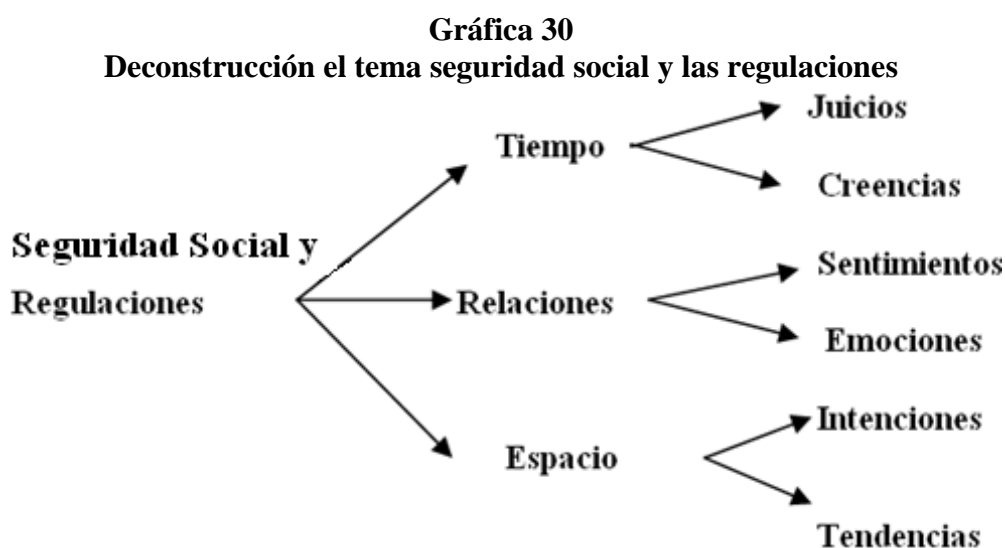 Gráfica 30
Deconstrucción el tema seguridad social y las regulaciones
Juicios
Tiempo
Creencias
Seguridad Social y
Regulaciones
Sentimientos
Relaciones
Emociones
Intenciones
Espacio
Tendencias